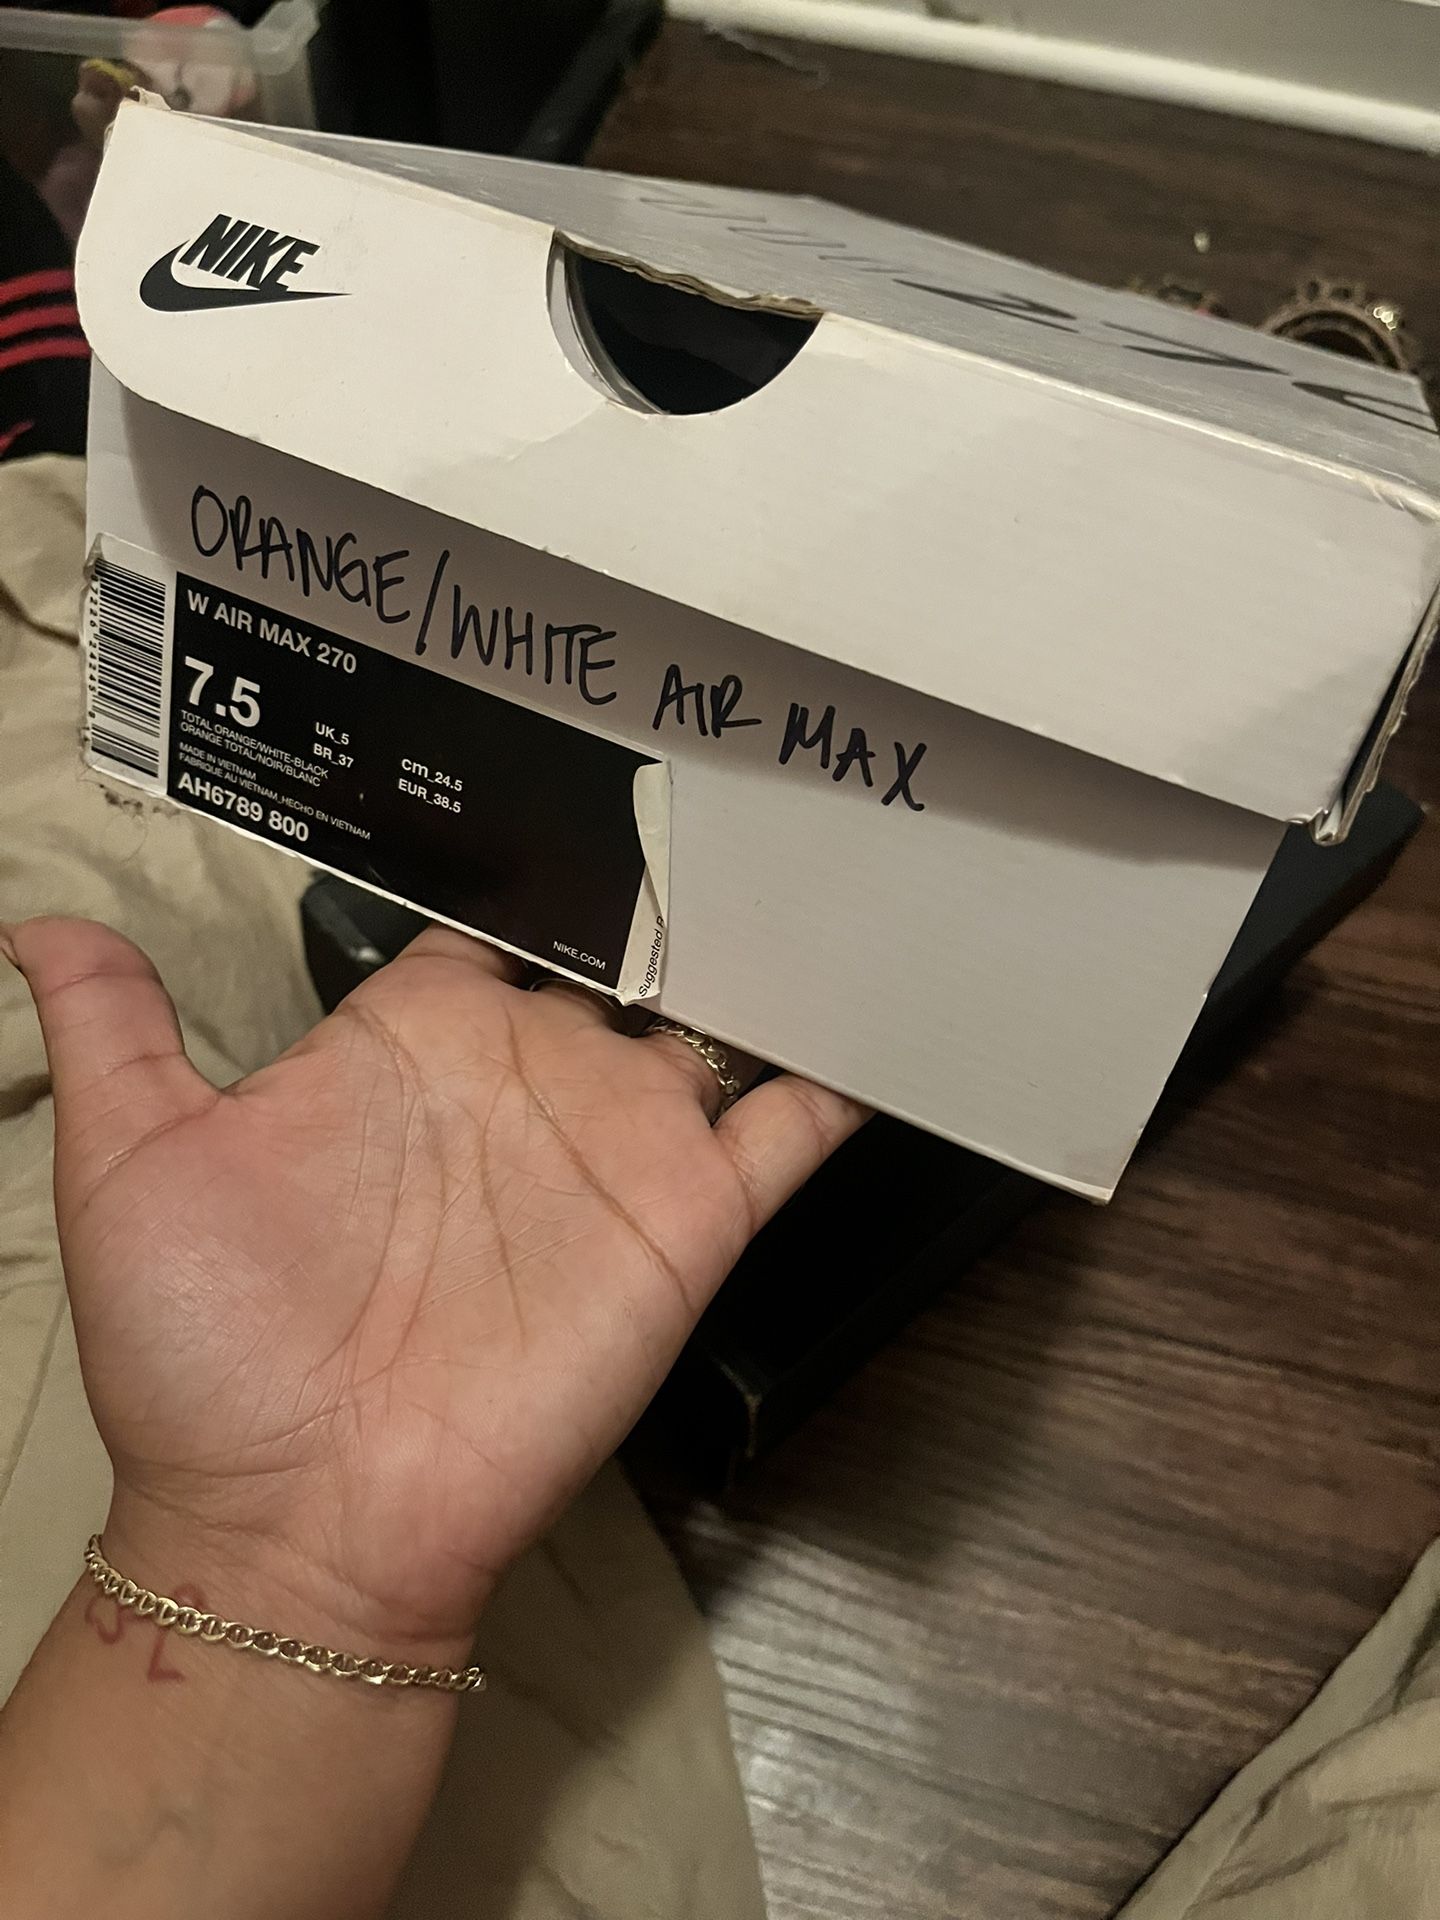 NIKE
270
ORANGE/WHITE AIR MAX
W AIR MAX 270
7.5
UK_5
BR_37
cm_24.5
EUR_38.5
TOTAL ORANGE/WHITE-BLACK
ORANGE TOTAL/NOIR/BLANC
MADE IN VIETNAM
FABRIQUE AU VIETNAM_HECHO EN VIETNAM
AH6789 800
NIKE.COM
Suggested